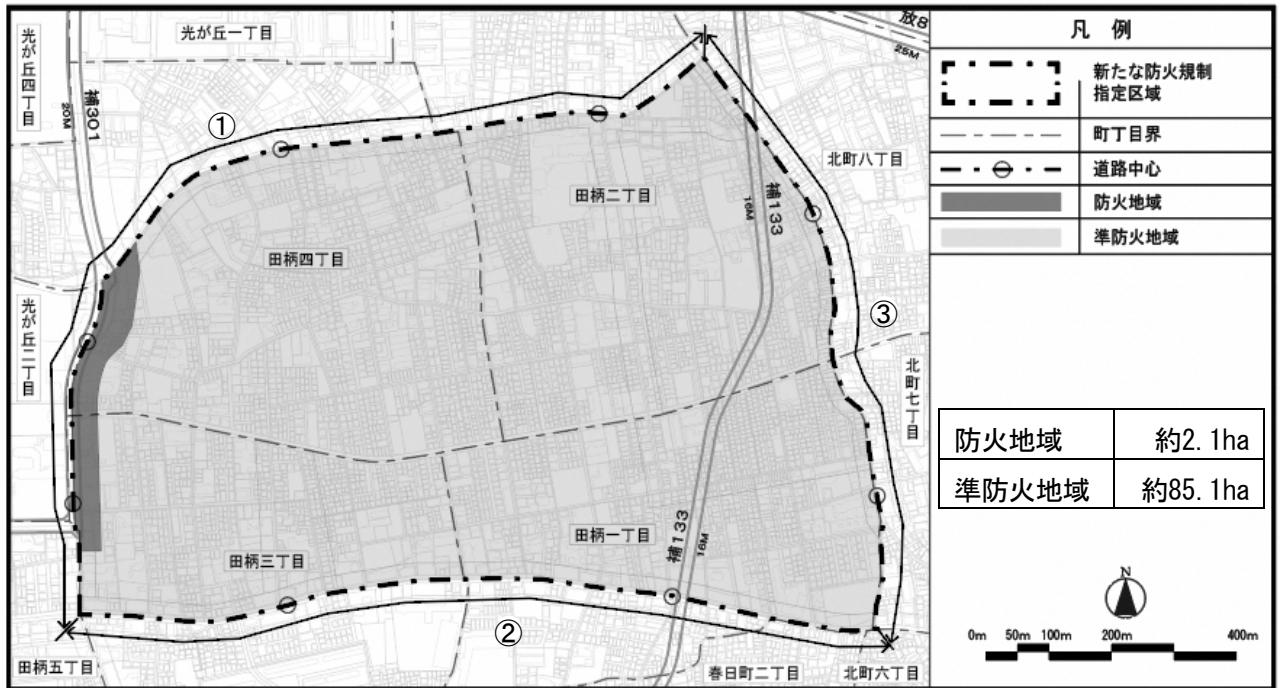 光が丘一丁目
放8
25M
光が丘四丁目
20M
補301
①
北町八丁目
田柄二丁目
補133
16M
田柄四丁目
光が丘二丁目
③
北町七丁目
田柄一丁目
補133
16M
田柄三丁目
②
田柄五丁目
春日町二丁目
北町六丁目
凡 例
新たな防火規制
指定区域
町丁目界
道路中心
防火地域
準防火地域
防火地域 約2.1ha
準防火地域 約85.1ha
N
0m 50m 100m 200m 400m